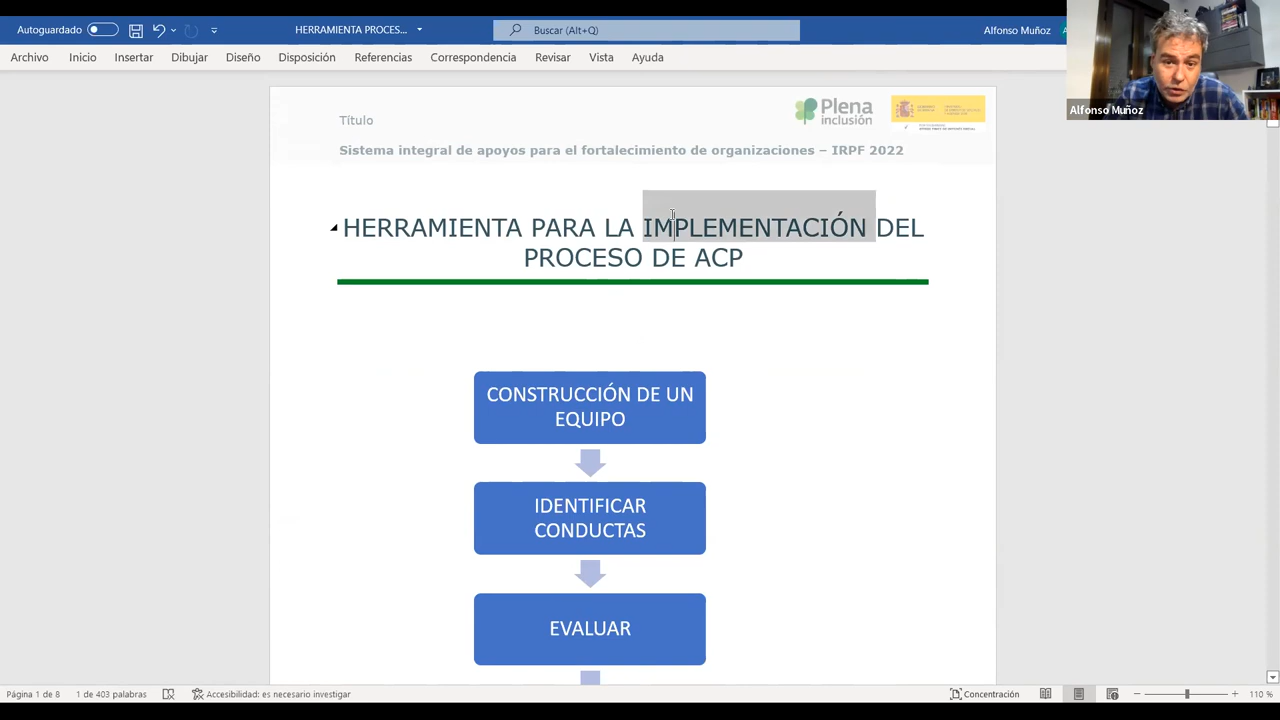 Autoguardado
HERRAMIENTA PROCES...
Buscar (Alt+Q)
Alfonso Muñoz
Archivo Inicio Insertar Dibujar Diseño Disposición Referencias Correspondencia Revisar Vista Ayuda
Alfonso Muñoz
Título
Plena
inclusión
Sistema integral de apoyos para el fortalecimiento de organizaciones – IRPF 2022
HERRAMIENTA PARA LA IMPLEMENTACIÓN DEL
PROCESO DE ACP
CONSTRUCCIÓN DE UN
EQUIPO
IDENTIFICAR
CONDUCTAS
EVALUAR
Página 1 de 8 1 de 403 palabras Accesibilidad: es necesario investigar Concentración 110 %